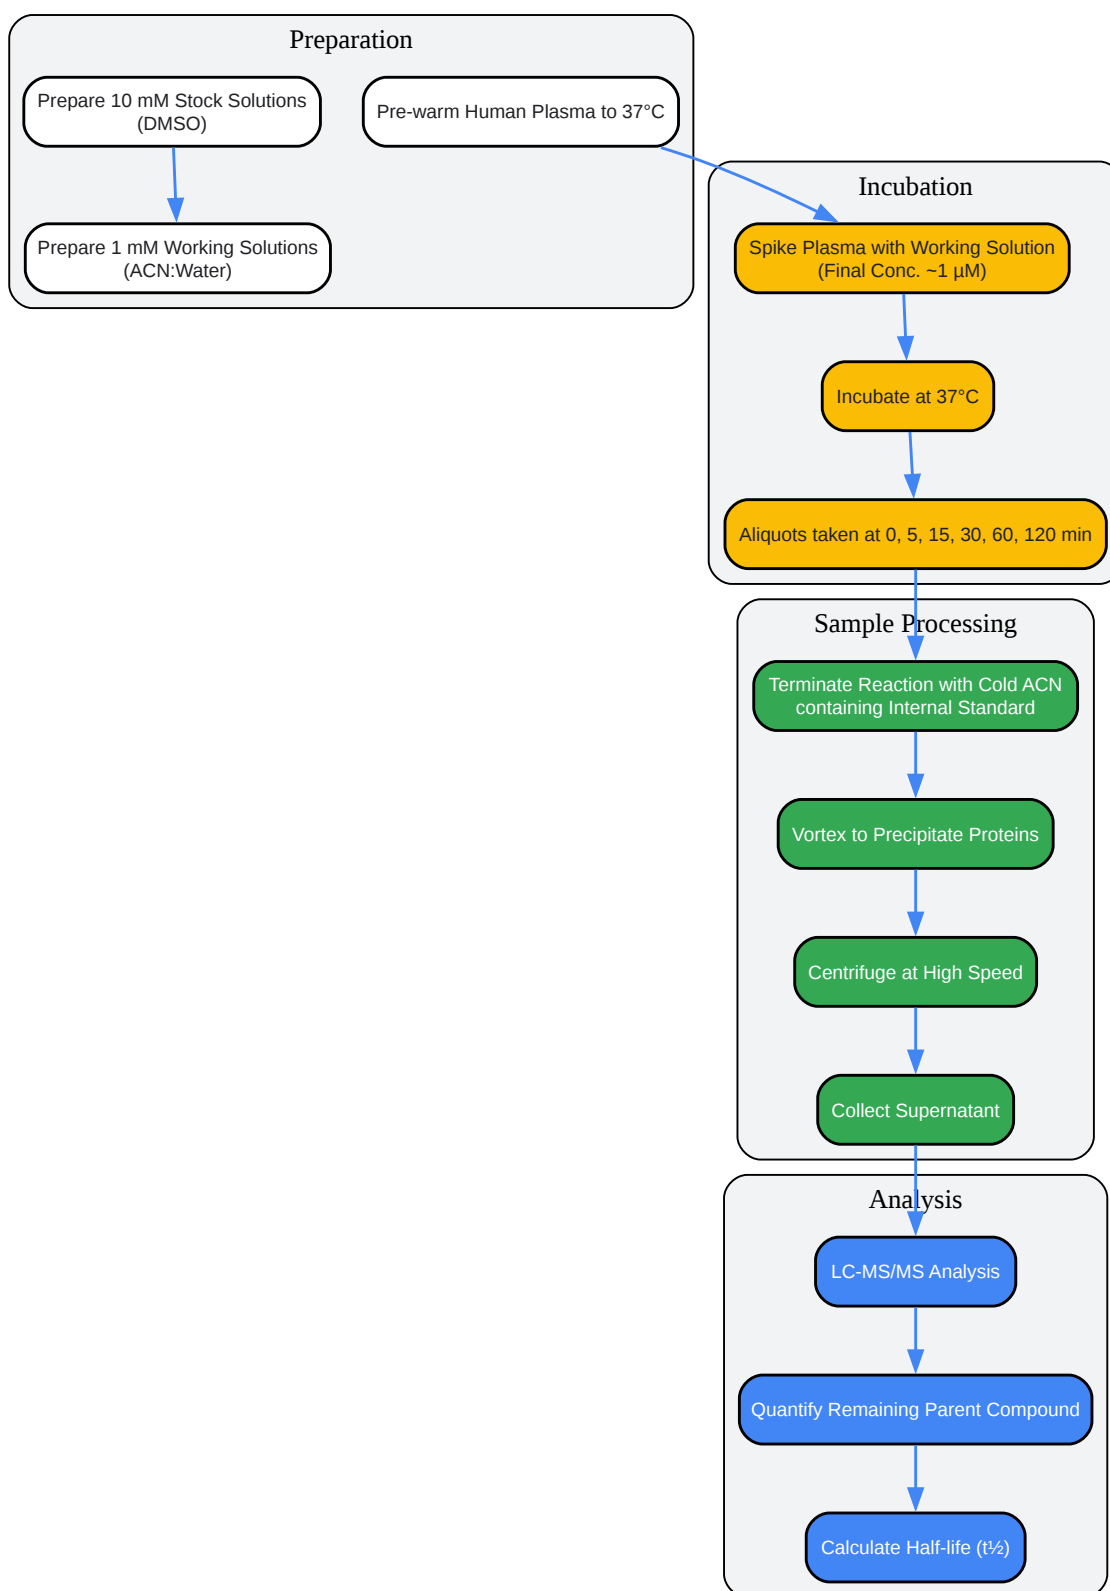 Preparation
Prepare 10 mM Stock Solutions
(DMSO)
Pre-warm Human Plasma to 37°C
Prepare 1 mM Working Solutions
(ACN:Water)
Incubation
Spike Plasma with Working Solution
(Final Conc. ~1 µM)
Incubate at 37°C
Aliquots taken at 0, 5, 15, 30, 60, 120 min
Sample Processing
Terminate Reaction with Cold ACN
containing Internal Standard
Vortex to Precipitate Proteins
Centrifuge at High Speed
Collect Supernatant
Analysis
LC-MS/MS Analysis
Quantify Remaining Parent Compound
Calculate Half-life (t½)